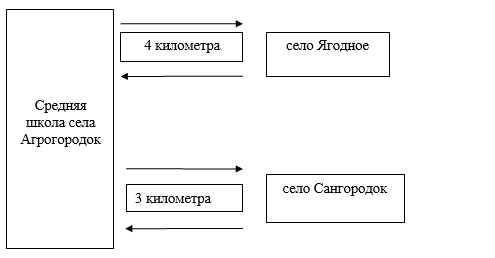 Средняя
школа села
Агрогородок
4 километра
село Ягодное
3 километра
село Сангородок